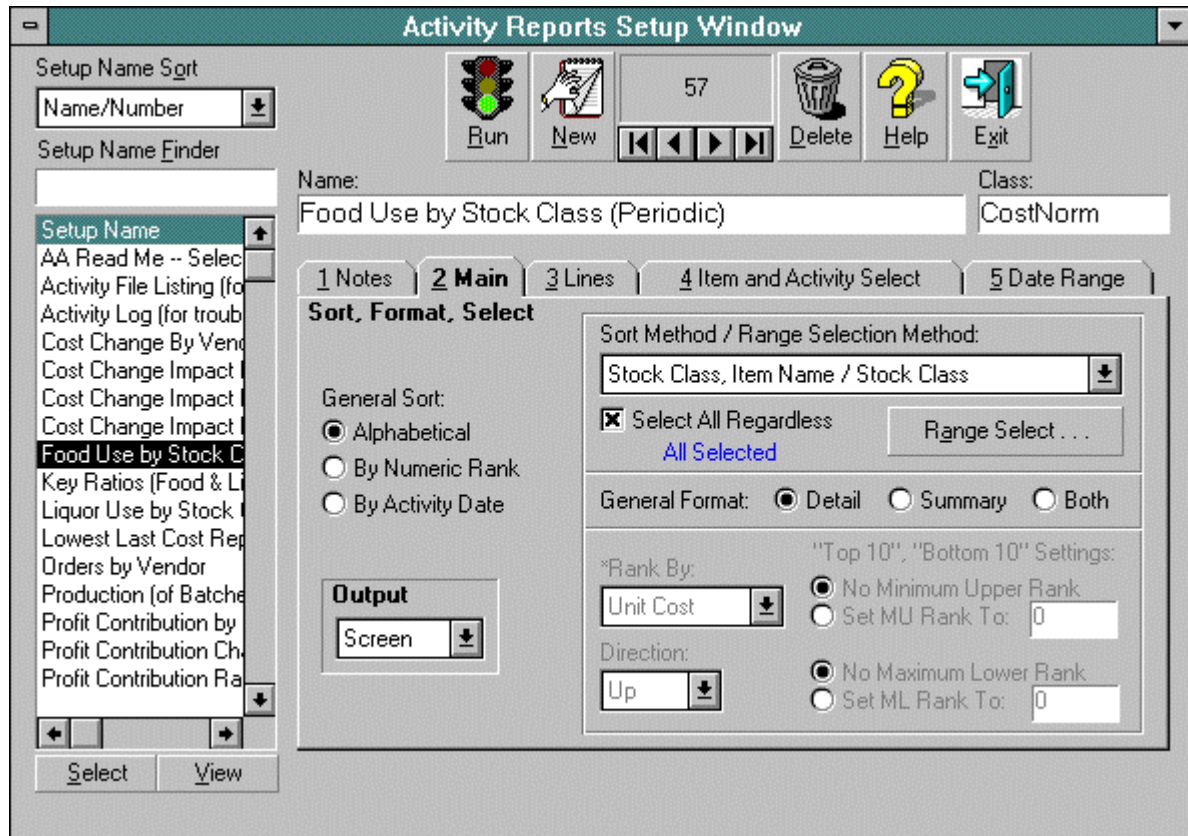 Activity Reports Setup Window
Setup Name Sort
Name/Number
Setup Name Finder
Run
New
57
Delete
Help
Exit
Name:
Food Use by Stock Class (Periodic)
Class:
CostNorm
Setup Name
AA Read Me -- Selec
Activity File Listing (fo
Activity Log (for troub
Cost Change By Vend
Cost Change Impact
Cost Change Impact
Cost Change Impact
Food Use by Stock C
Key Ratios (Food & Li
Liquor Use by Stock
Lowest Last Cost Rep
Orders by Vendor
Production (of Batche
Profit Contribution by
Profit Contribution Ch
Profit Contribution Ra
Select
View
1 Notes
2 Main
3 Lines
4 Item and Activity Select
5 Date Range
Sort, Format, Select
General Sort:
Alphabetical
By Numeric Rank
By Activity Date
Output
Screen
Sort Method / Range Selection Method:
Stock Class, Item Name / Stock Class
Select All Regardless
All Selected
Range Select . . .
General Format:
Detail
Summary
Both
*Rank By:
Unit Cost
Direction:
Up
"Top 10", "Bottom 10" Settings:
No Minimum Upper Rank
Set MU Rank To: 0
No Maximum Lower Rank
Set ML Rank To: 0